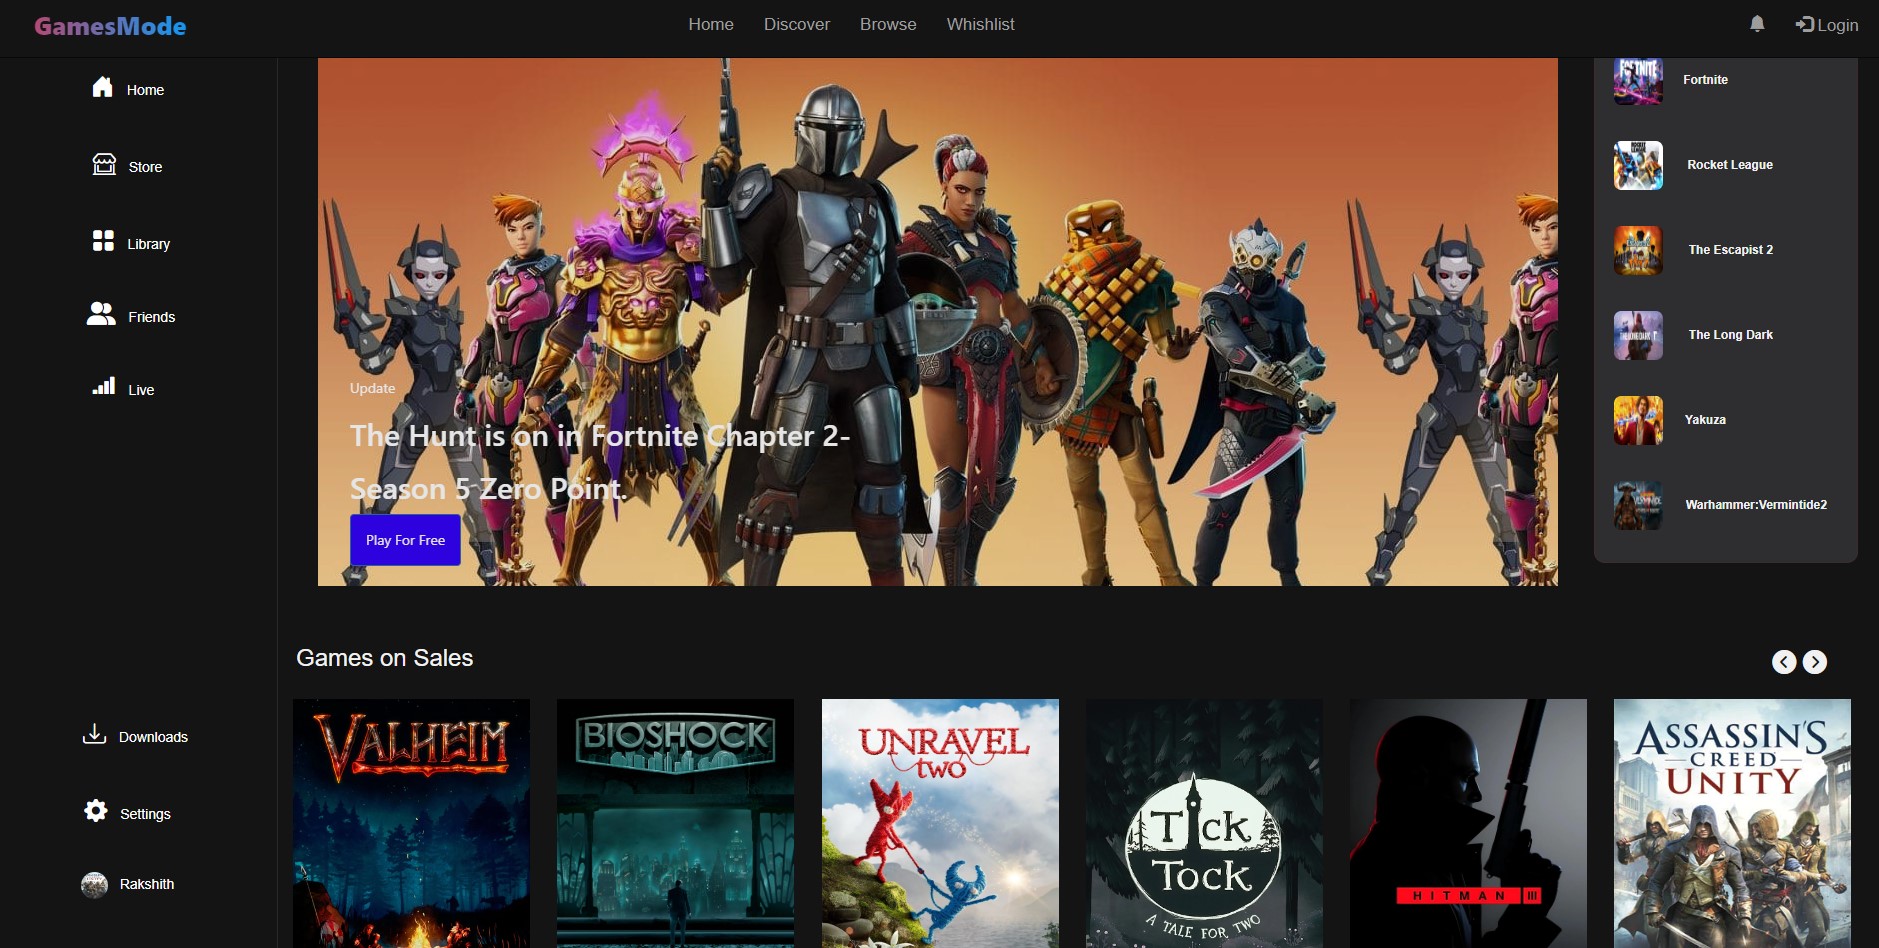 GamesMode
Home
Discover
Browse
Whishlist
Login
Home
Store
Library
Friends
Live
Downloads
Settings
Rakshith
Update
The Hunt is on in Fortnite Chapter 2-
Season 5 Zero Point.
Play For Free
Fortnite
Rocket League
The Escapist 2
The Long Dark
Yakuza
Warhammer:Vermintide2
Games on Sales
VALHEIM
BIOSHOCK
UNRAVEL
TWO
TICK
TOCK
A TALE FOR TWO
HITMAN III
ASSASSIN'S
CREED
UNITY